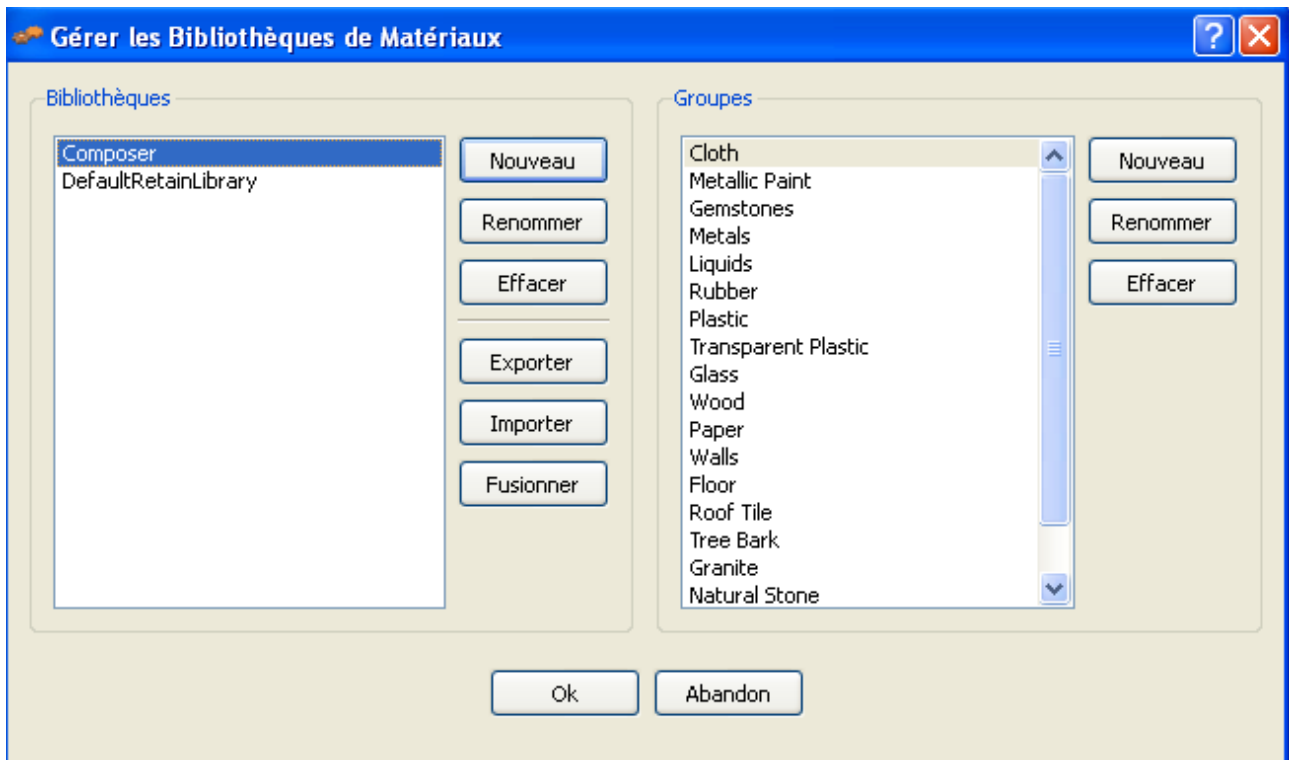 Gérer les Bibliothèques de Matériaux
Bibliothèques
Composer
DefaultRetainLibrary
Nouveau
Renommer
Effacer
Exporter
Importer
Fusionner
Groupes
Cloth
Metallic Paint
Gemstones
Metals
Liquids
Rubber
Plastic
Transparent Plastic
Glass
Wood
Paper
Walls
Floor
Roof Tile
Tree Bark
Granite
Natural Stone
Nouveau
Renommer
Effacer
Ok
Abandon